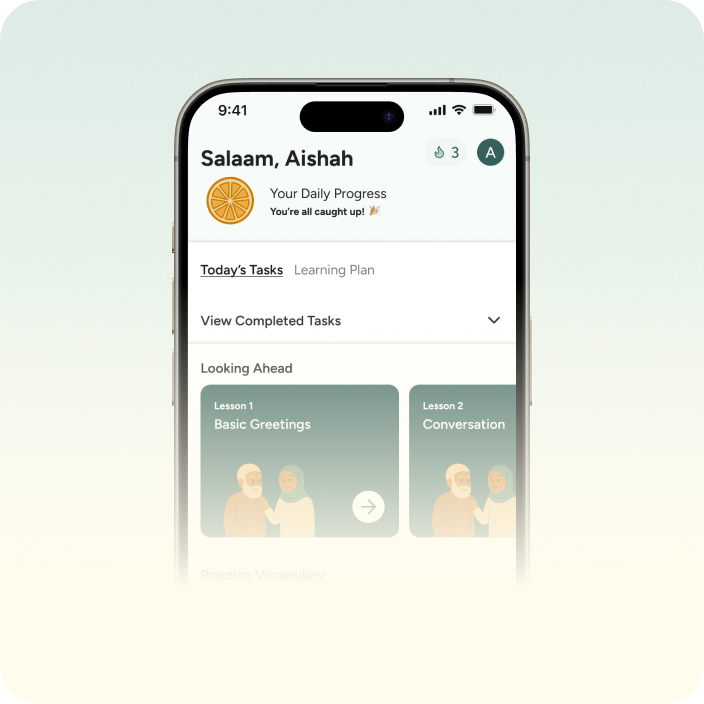 9:41
Salaam, Aishah
3
A
Your Daily Progress
You're all caught up! 🎉
Today's Tasks
Learning Plan
View Completed Tasks
Looking Ahead
Lesson 1
Basic Greetings
Lesson 2
Conversation
Practice Vocabulary